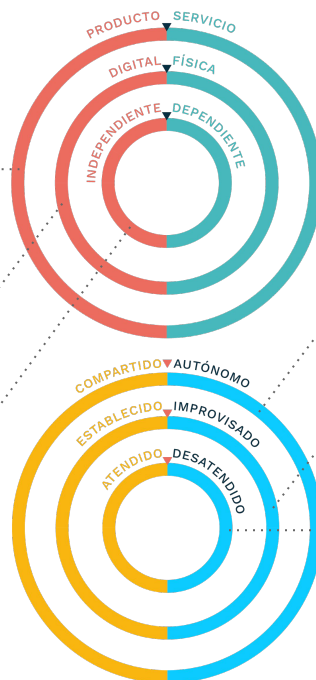 PRODUCTO
SERVICIO
DIGITAL
FÍSICA
INDEPENDIENTE
DEPENDIENTE
COMPARTIDO
AUTÓNOMO
ESTABLECIDO
IMPROVISADO
ATENDIDO
DESATENDIDO